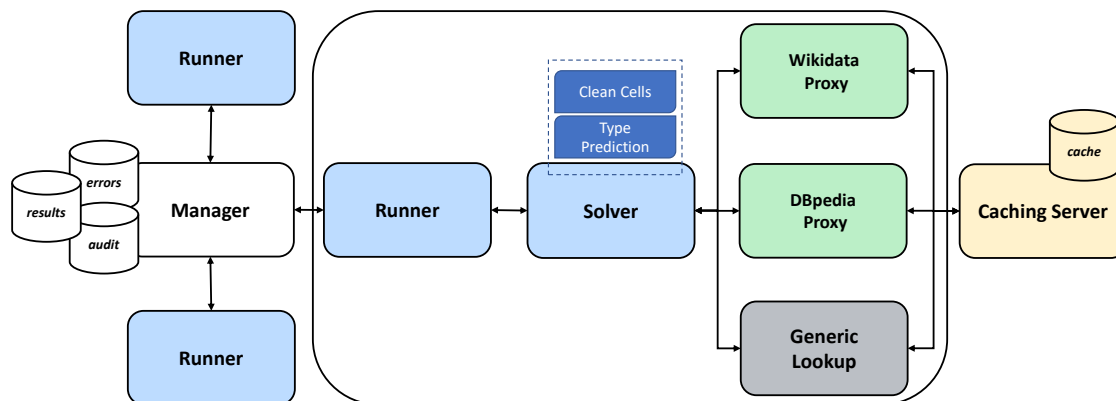 Runner
Wikidata
Proxy
Clean Cells
Type
Prediction
cache
errors
results
audit
Manager
Runner
Solver
DBpedia
Proxy
Caching Server
Runner
Generic
Lookup